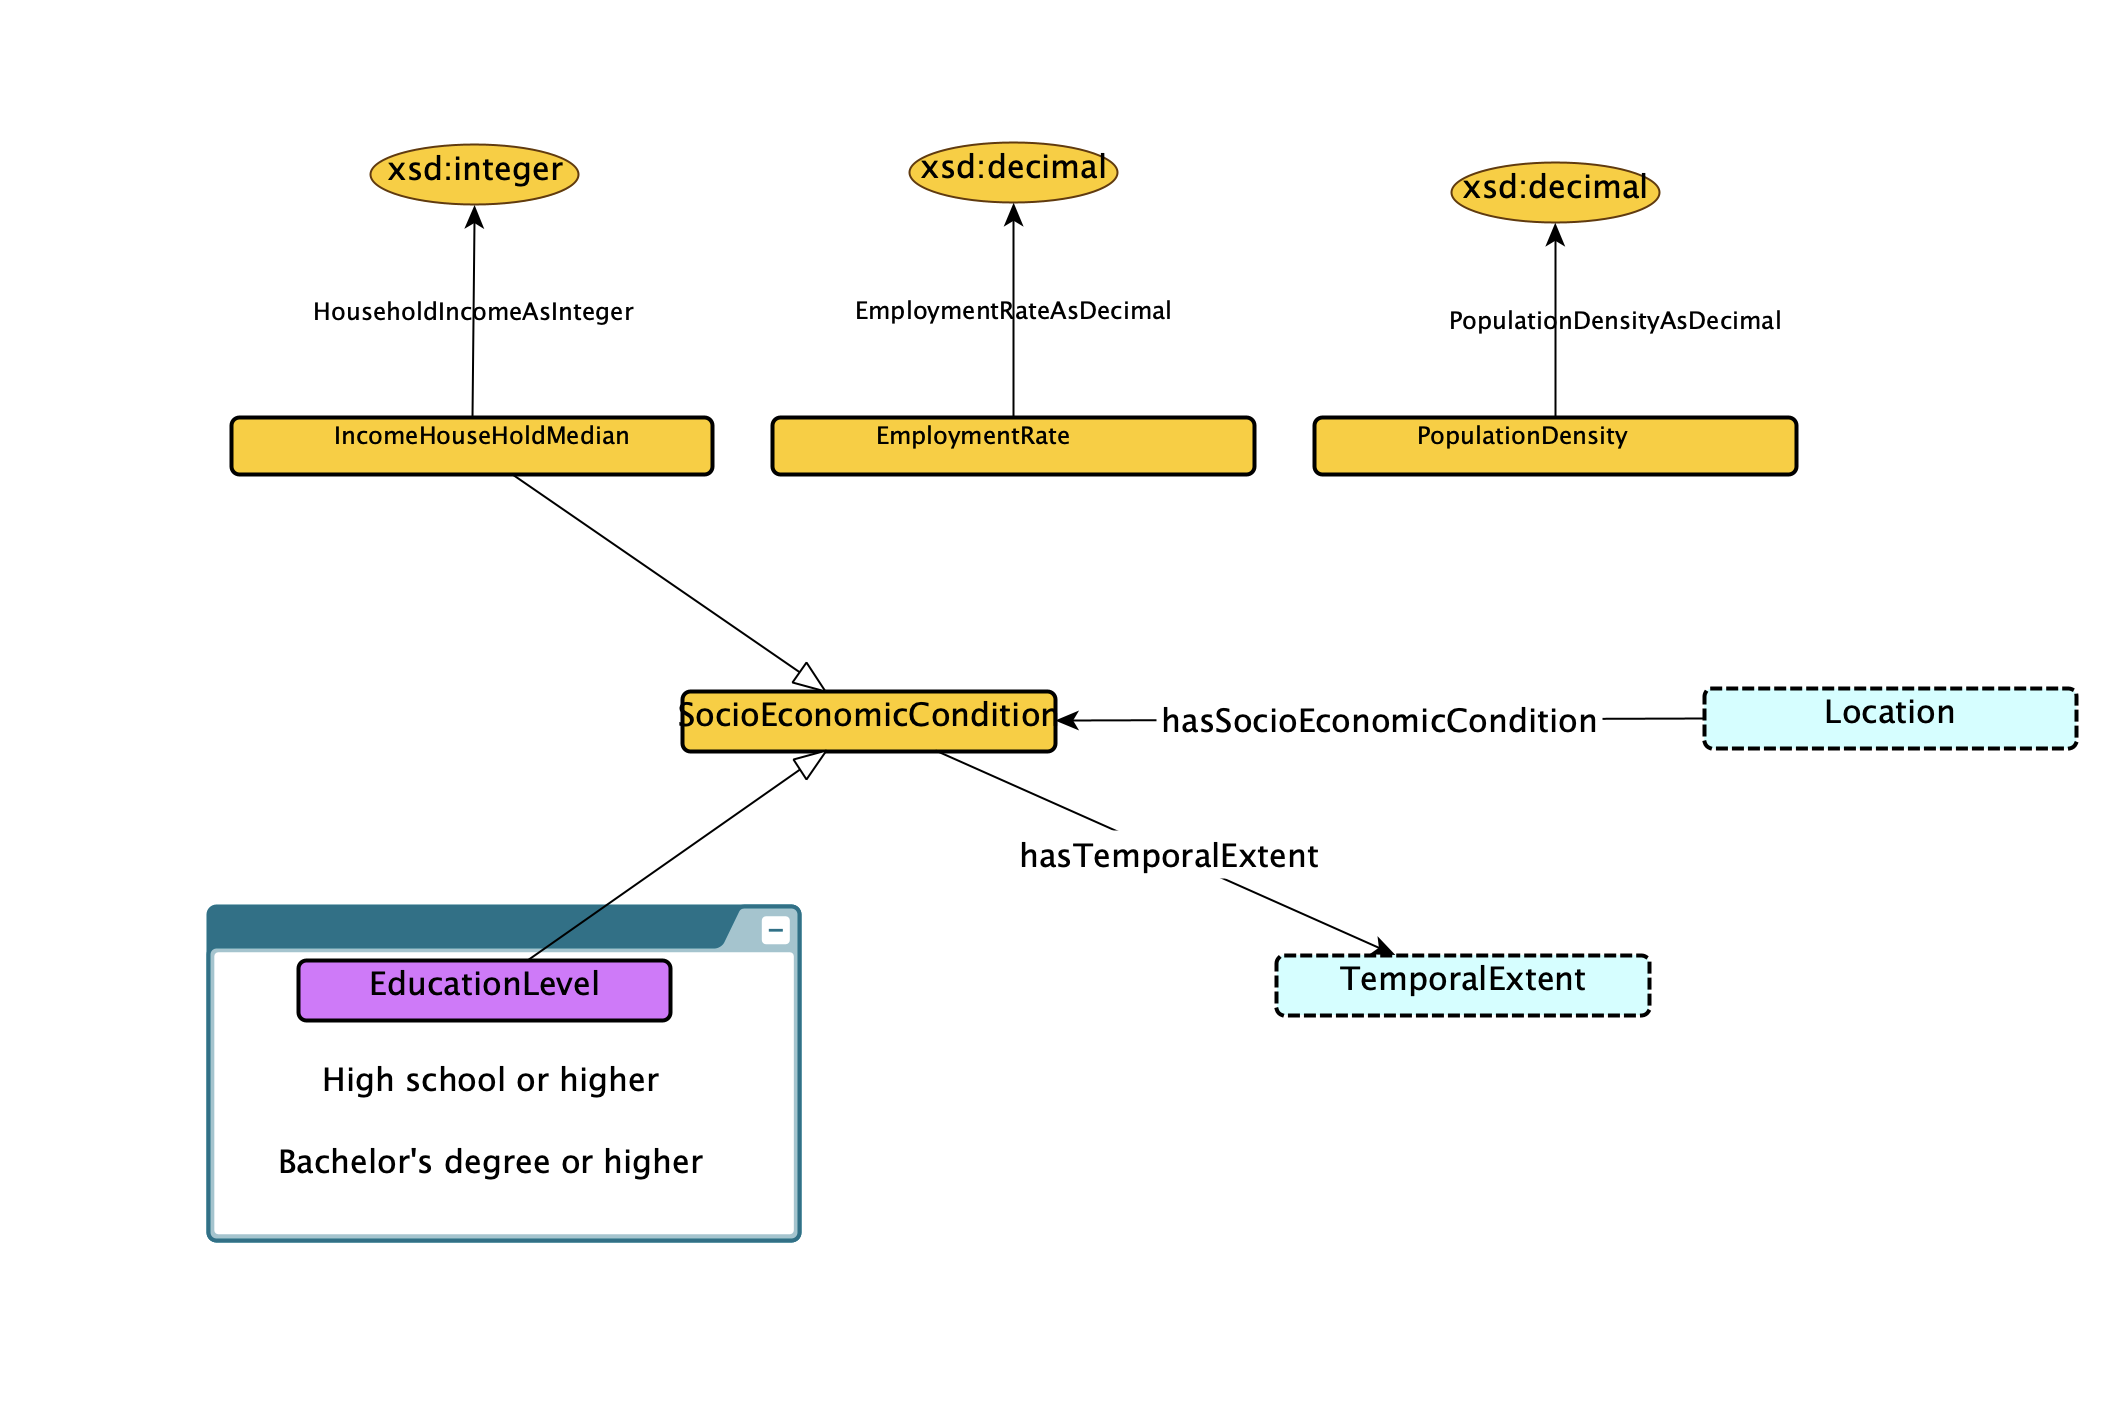 xsd:integer
xsd:decimal
xsd:decimal
HouseholdIncomeAsInteger
EmploymentRateAsDecimal
PopulationDensityAsDecimal
IncomeHouseHoldMedian
EmploymentRate
PopulationDensity
SocioEconomicCondition
hasSocioEconomicCondition
Location
hasTemporalExtent
TemporalExtent
EducationLevel
High school or higher
Bachelor's degree or higher